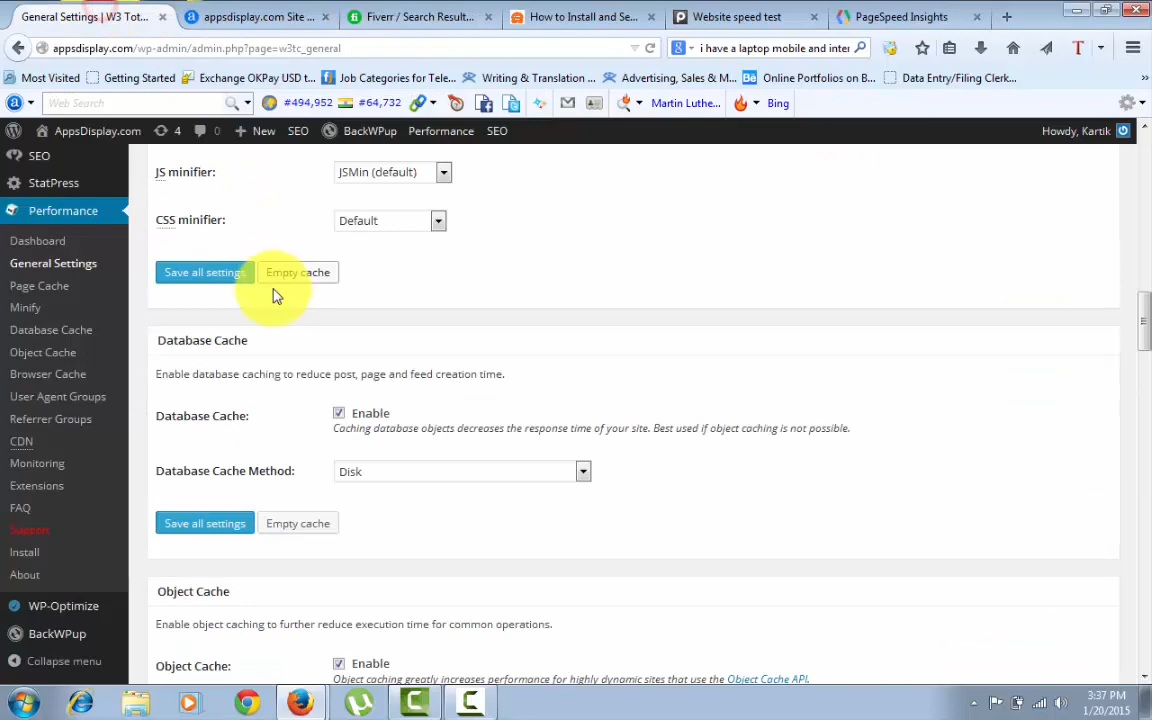 General Settings | W3 Tot...
appsdisplay.com Site ...
Fiverr / Search Result...
How to Install and Se...
Website speed test
PageSpeed Insights
appsdisplay.com/wp-admin/admin.php?page=w3tc_general
i have a laptop mobile and inter
Most Visited
Getting Started
Exchange OKPay USD t...
Job Categories for Tele...
Writing & Translation ...
Advertising, Sales & M...
Online Portfolios on B...
Data Entry/Filing Clerk...
Web Search
#494,952
#64,732
Martin Luthe...
Bing
AppsDisplay.com
4
0
New
SEO
BackWPup
Performance
SEO
Howdy, Kartik
SEO
StatPress
Performance
Dashboard
General Settings
Page Cache
Minify
Database Cache
Object Cache
Browser Cache
User Agent Groups
Referrer Groups
CDN
Monitoring
Extensions
FAQ
Support
Install
About
WP-Optimize
BackWPup
Collapse menu
JS minifier:
JSMin (default)
CSS minifier:
Default
Save all settings
Empty cache
Database Cache
Enable database caching to reduce post, page and feed creation time.
Database Cache:
Enable
Caching database objects decreases the response time of your site. Best used if object caching is not possible.
Database Cache Method:
Disk
Save all settings
Empty cache
Object Cache
Enable object caching to further reduce execution time for common operations.
Object Cache:
Enable
Object caching greatly increases performance for highly dynamic sites that use the Object Cache API.
3:37 PM
1/20/2015